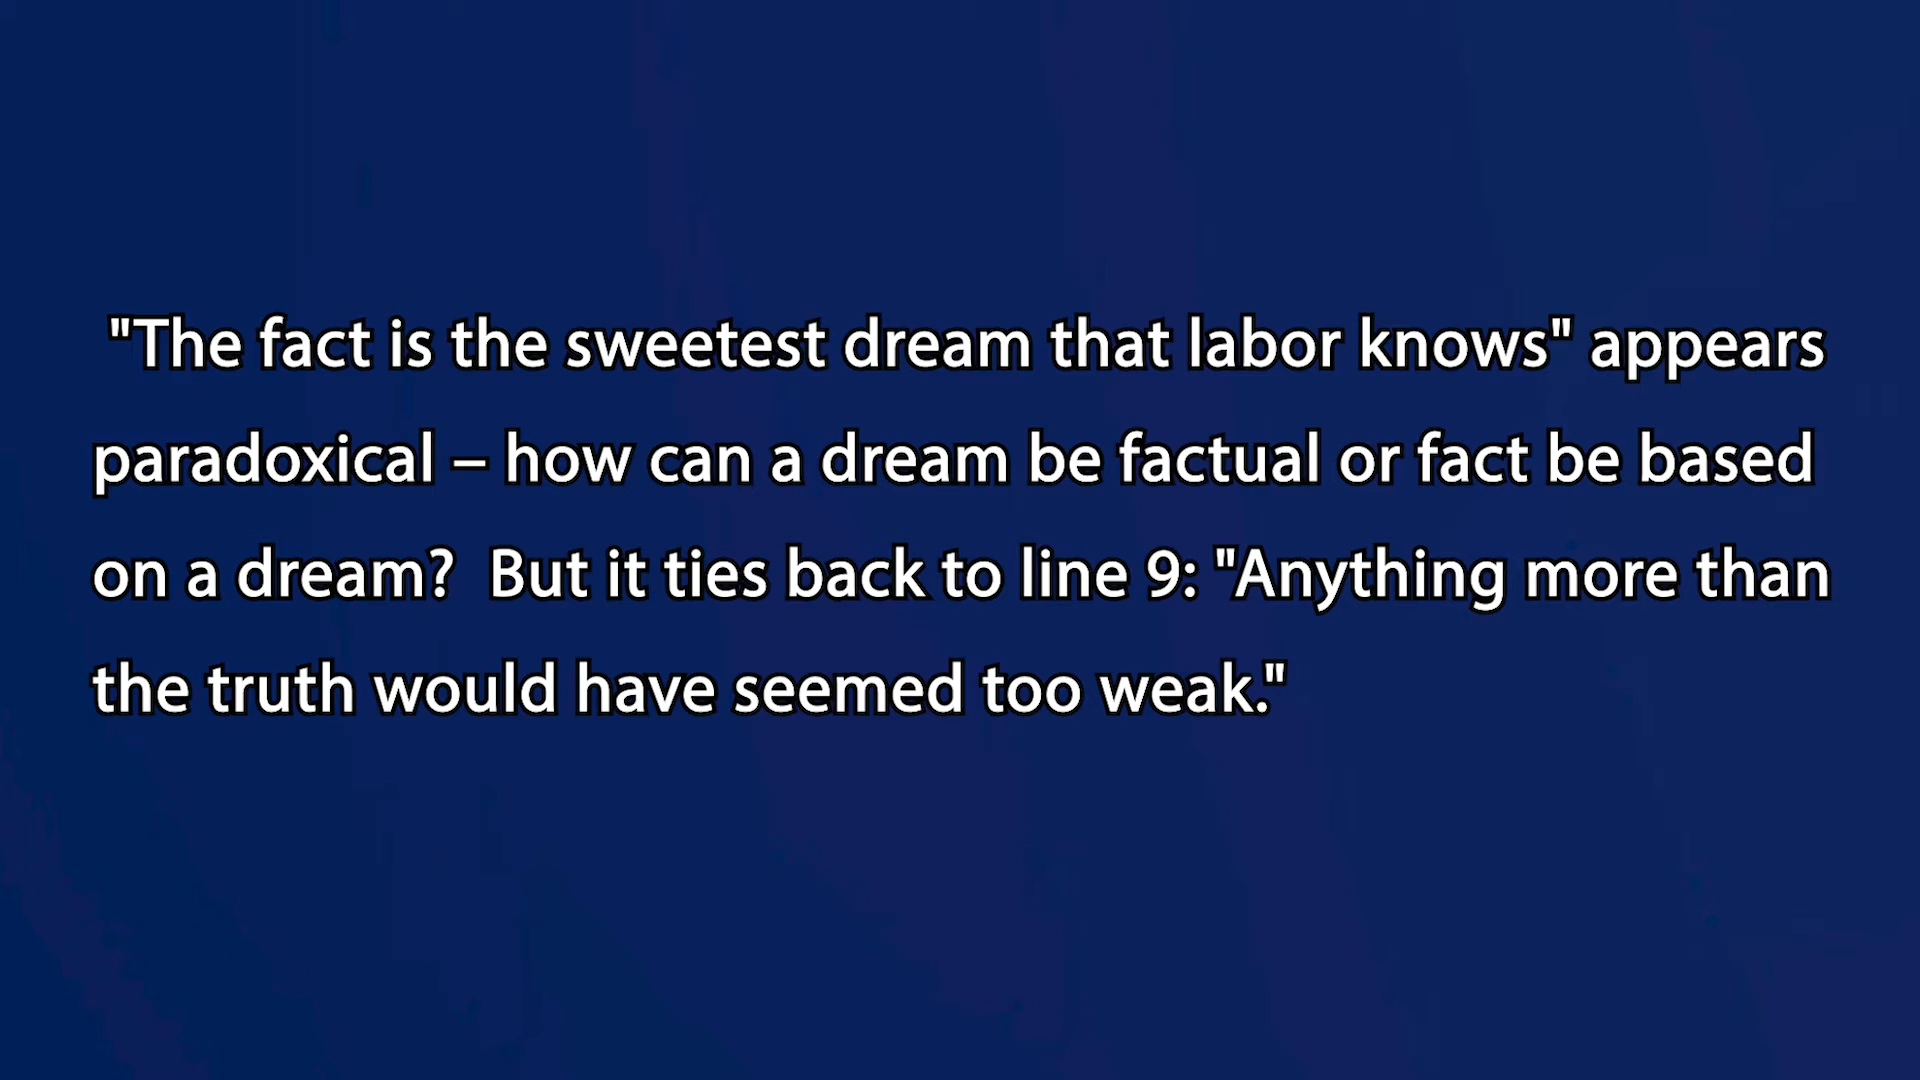 "The fact is the sweetest dream that labor knows" appears
paradoxical – how can a dream be factual or fact be based
on a dream?  But it ties back to line 9: "Anything more than
the truth would have seemed too weak."